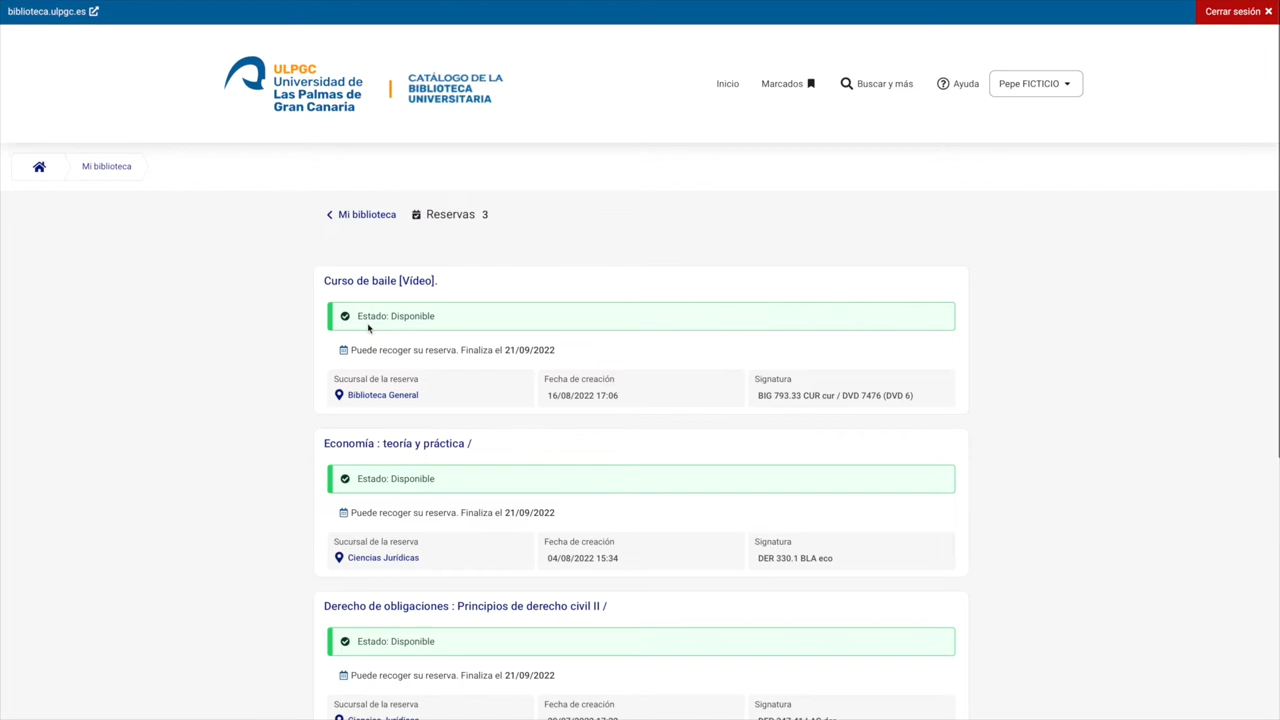 biblioteca.ulpgc.es
Cerrar sesión ×
ULPGC
Universidad de
Las Palmas de
Gran Canaria
CATÁLOGO DE LA
BIBLIOTECA
UNIVERSITARIA
Inicio
Marcados
Buscar y más
Ayuda
Pepe FICTICIO
Mi biblioteca
Mi biblioteca
Reservas 3
Curso de baile [Vídeo].
Estado: Disponible
Puede recoger su reserva. Finaliza el 21/09/2022
Sucursal de la reserva
Biblioteca General
Fecha de creación
16/08/2022 17:06
Signatura
BIG 793.33 CUR cur / DVD 7476 (DVD 6)
Economía : teoría y práctica /
Estado: Disponible
Puede recoger su reserva. Finaliza el 21/09/2022
Sucursal de la reserva
Ciencias Jurídicas
Fecha de creación
04/08/2022 15:34
Signatura
DER 330.1 BLA eco
Derecho de obligaciones : Principios de derecho civil II /
Estado: Disponible
Puede recoger su reserva. Finaliza el 21/09/2022
Sucursal de la reserva
Ciencias Jurídicas
Fecha de creación
Signatura